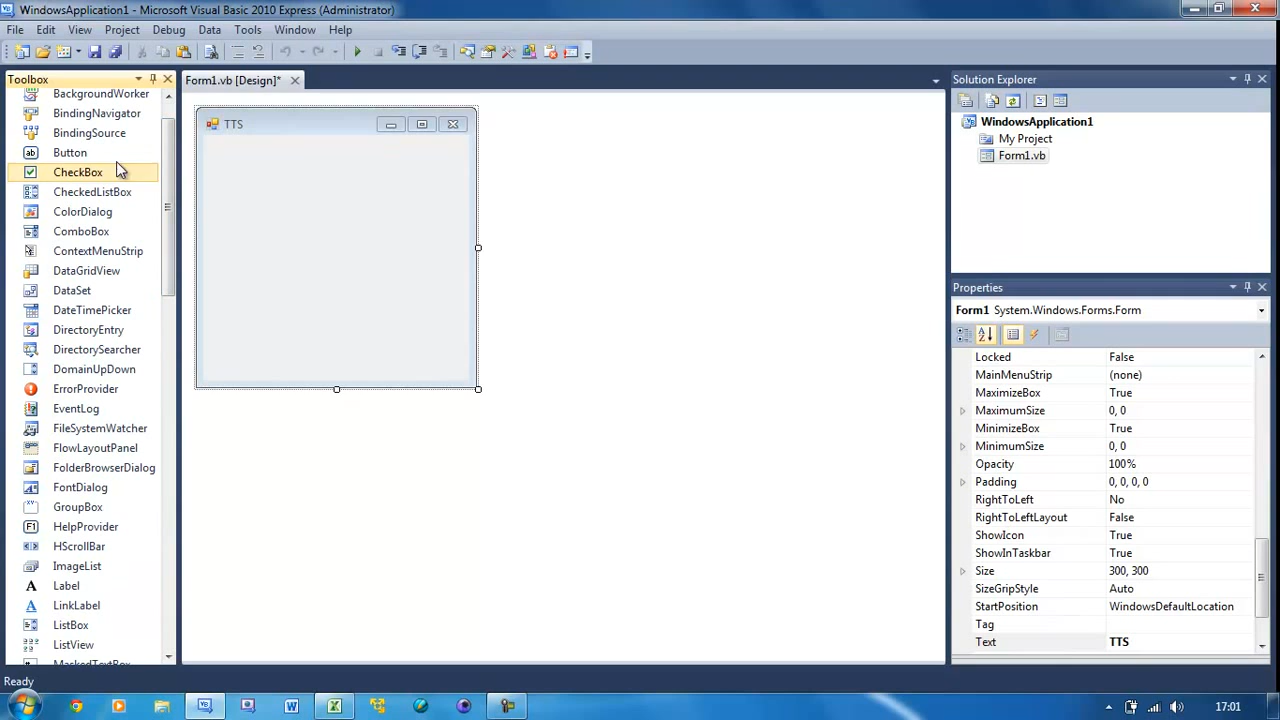 WindowsApplication1 - Microsoft Visual Basic 2010 Express (Administrator)
File Edit View Project Debug Data Tools Window Help
Toolbox
BackgroundWorker
BindingNavigator
BindingSource
Button
CheckBox
CheckedListBox
ColorDialog
ComboBox
ContextMenuStrip
DataGridView
DataSet
DateTimePicker
DirectoryEntry
DirectorySearcher
DomainUpDown
ErrorProvider
EventLog
FileSystemWatcher
FlowLayoutPanel
FolderBrowserDialog
FontDialog
GroupBox
HelpProvider
HScrollBar
ImageList
Label
LinkLabel
ListBox
ListView
MaskedTextBox
Form1.vb [Design]*
TTS
Solution Explorer
WindowsApplication1
My Project
Form1.vb
Properties
Form1 System.Windows.Forms.Form
Locked False
MainMenuStrip (none)
MaximizeBox True
MaximumSize 0, 0
MinimizeBox True
MinimumSize 0, 0
Opacity 100%
Padding 0, 0, 0, 0
RightToLeft No
RightToLeftLayout False
ShowIcon True
ShowInTaskbar True
Size 300, 300
SizeGripStyle Auto
StartPosition WindowsDefaultLocation
Tag
Text TTS
Ready
17:01